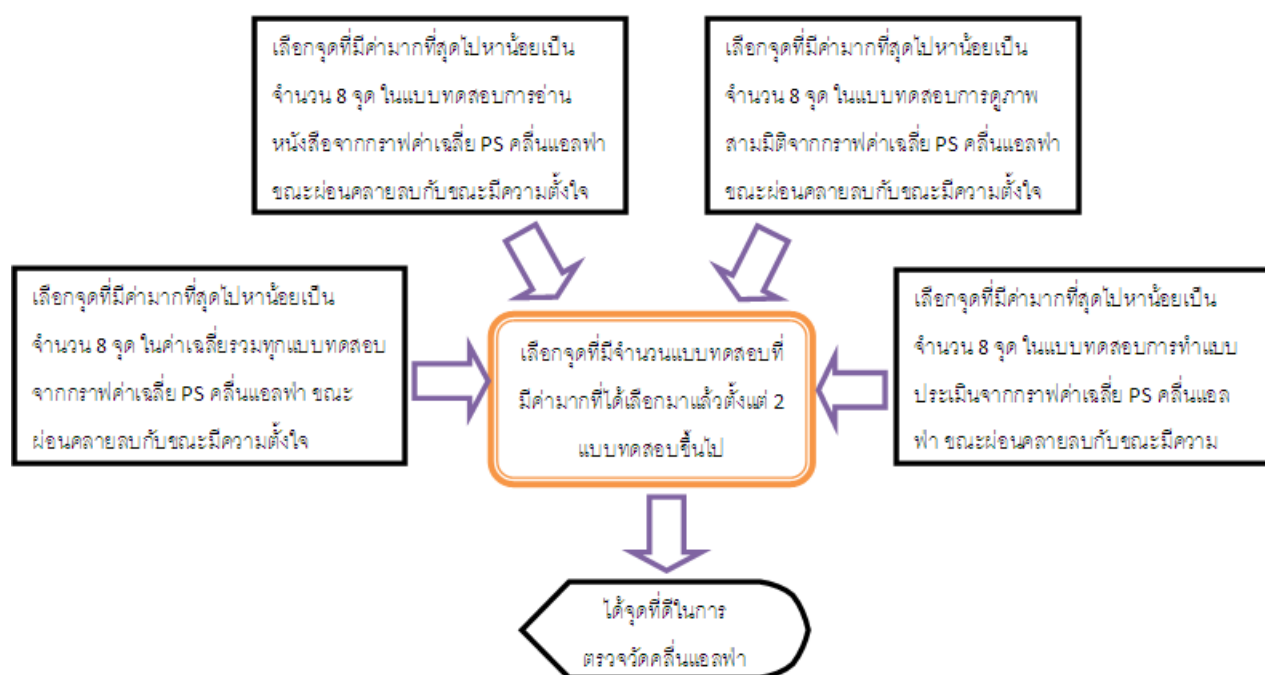 เลือกจุดที่มีค่ามากที่สุดไปหาน้อยเป็น
จำนวน 8 จุด ในแบบทดสอบการอ่าน
หนังสือจากกราฟค่าเฉลี่ย PS คลื่นแอลฟา
ขณะผ่อนคลายลบกับขณะมีความตั้งใจ
เลือกจุดที่มีค่ามากที่สุดไปหาน้อยเป็น
จำนวน 8 จุด ในแบบทดสอบการดูภาพ
สามมิติจากกราฟค่าเฉลี่ย PS คลื่นแอลฟา
ขณะผ่อนคลายลบกับขณะมีความตั้งใจ
เลือกจุดที่มีค่ามากที่สุดไปหาน้อยเป็น
จำนวน 8 จุด ในค่าเฉลี่ยรวมทุกแบบทดสอบ
จากกราฟค่าเฉลี่ย PS คลื่นแอลฟา ขณะ
ผ่อนคลายลบกับขณะมีความตั้งใจ
เลือกจุดที่มีจำนวนแบบทดสอบที่
มีค่ามากที่ได้เลือกมาแล้วตั้งแต่ 2
แบบทดสอบขึ้นไป
เลือกจุดที่มีค่ามากที่สุดไปหาน้อยเป็น
จำนวน 8 จุด ในแบบทดสอบการทำแบบ
ประเมินจากกราฟค่าเฉลี่ย PS คลื่นแอล
ฟา ขณะผ่อนคลายลบกับขณะมีความ
ได้จุดที่ดีในการ
ตรวจวัดคลื่นแอลฟา